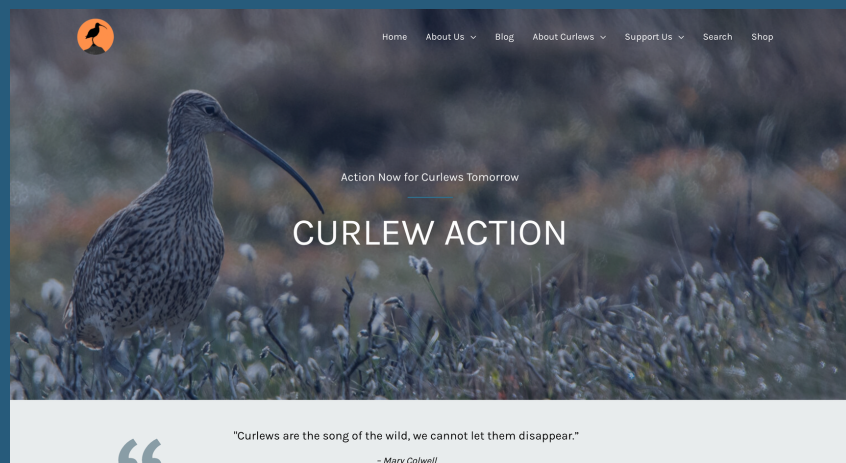 Home About Us Blog About Curlews Support Us Search Shop
Action Now for Curlews Tomorrow
CURLEW ACTION
"Curlews are the song of the wild, we cannot let them disappear.”
– Mary Colwell